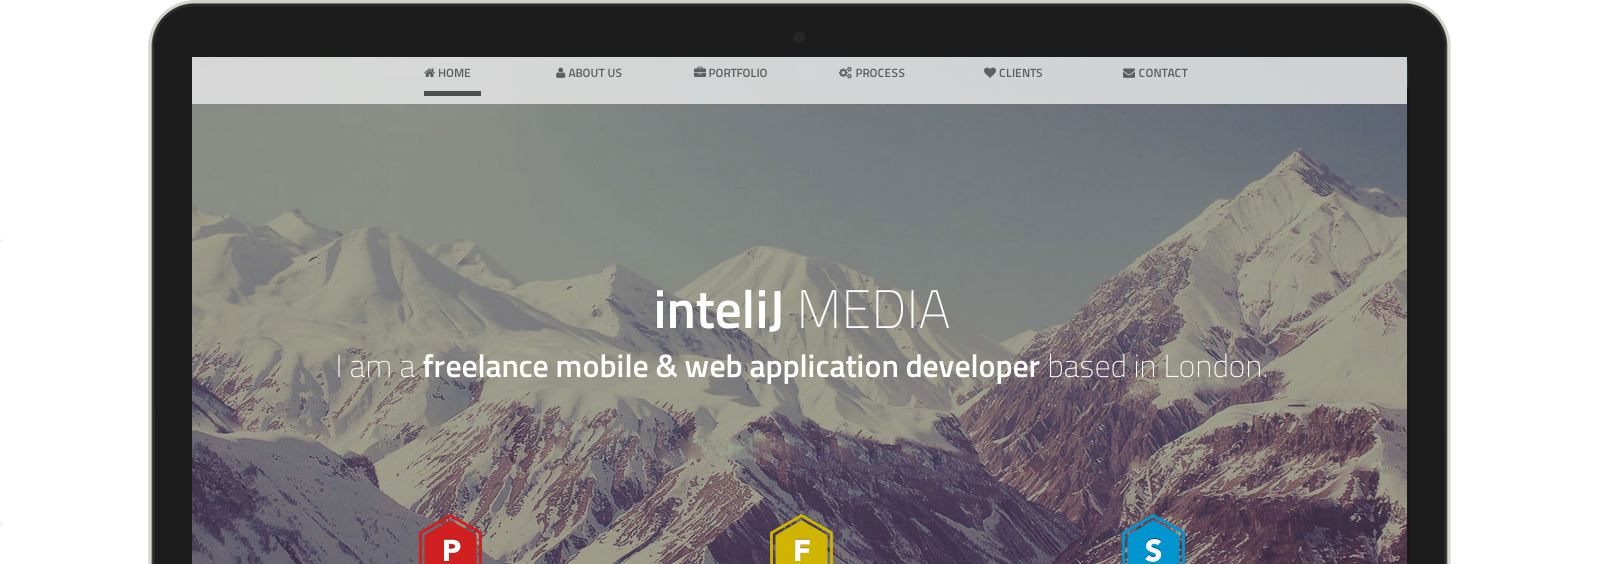 HOME ABOUT US PORTFOLIO PROCESS CLIENTS CONTACT
inteliJ MEDIA
I am a freelance mobile & web application developer based in London.
P F S